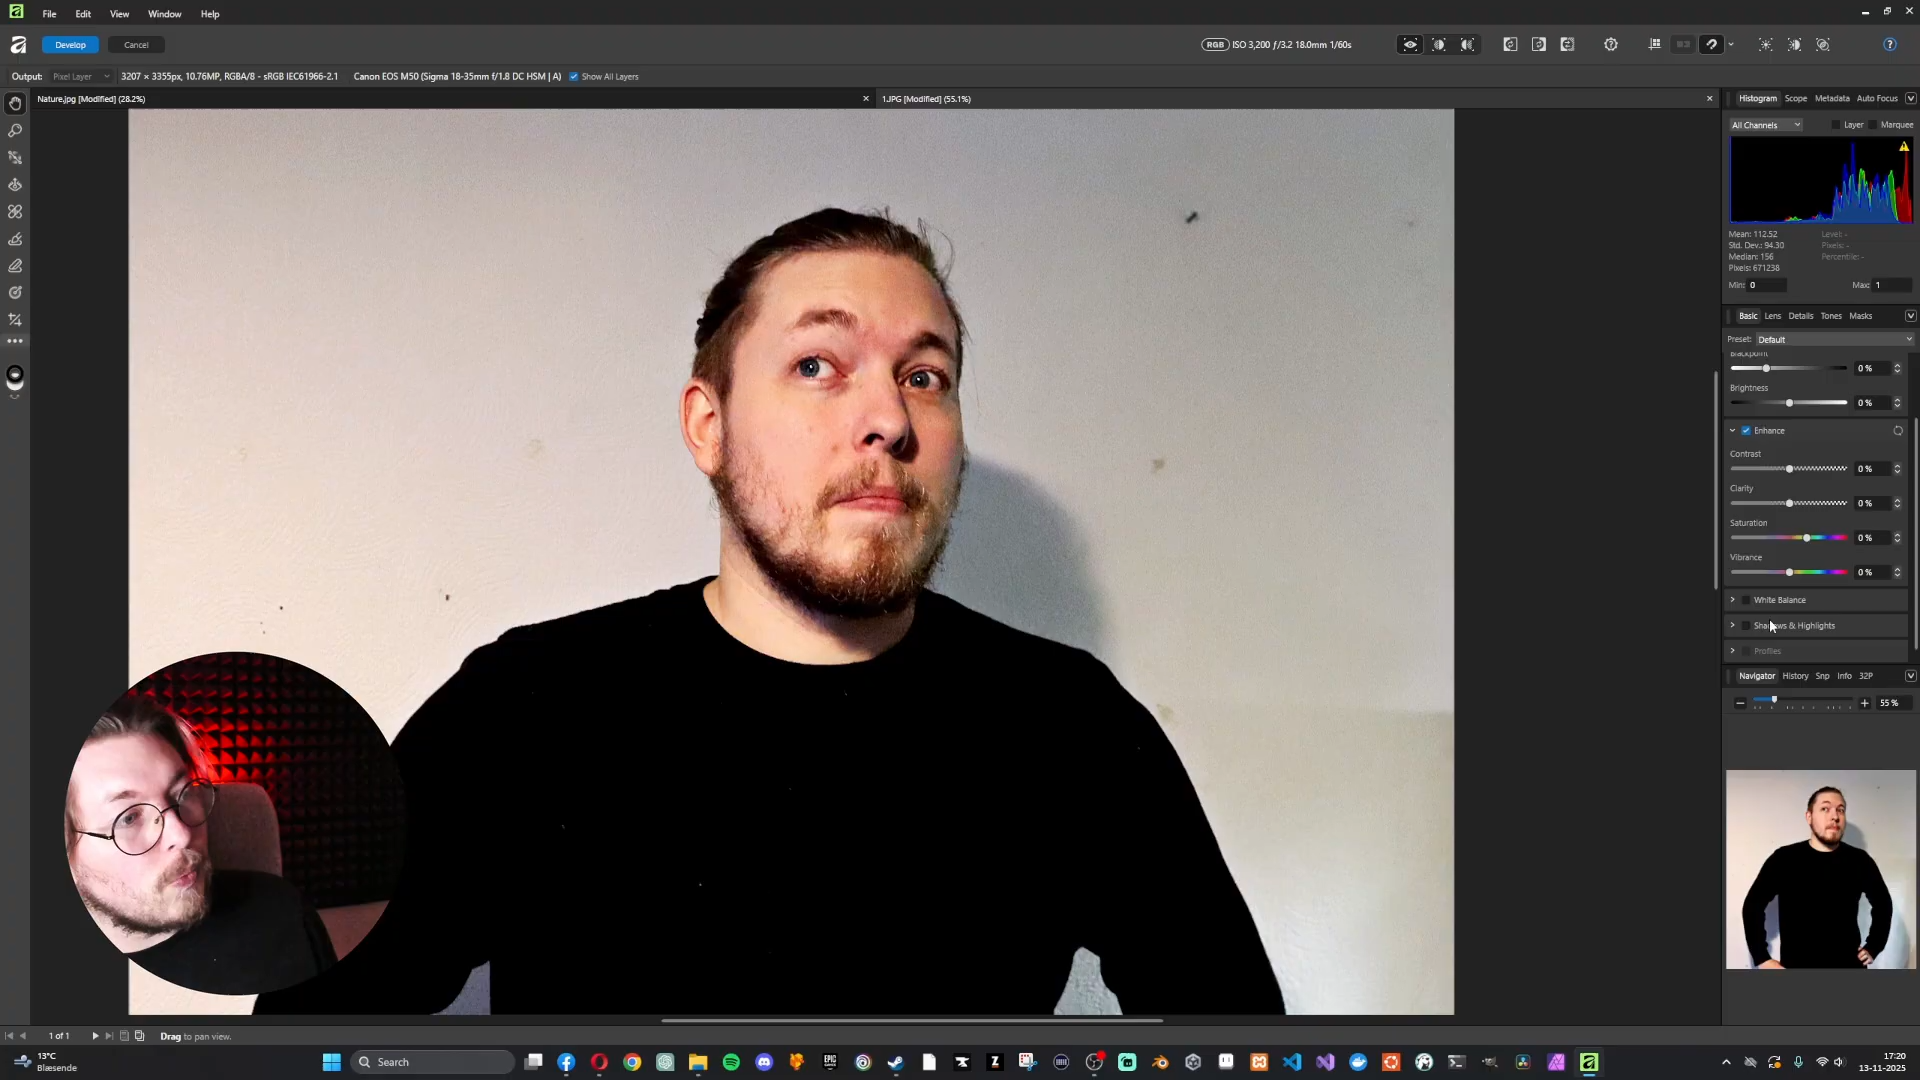 File Edit View Window Help
Develop Cancel RGB ISO 3,200 ƒ/3.2 18.0mm 1/60s
Output: Pixel Layer 3207 × 3355px, 10.76MP, RGBA/8 - sRGB IEC61966-2.1 Canon EOS M50 (Sigma 18-35mm f/1.8 DC HSM | A) Show All Layers
Nature.jpg [Modified] (28.2%) 1.JPG [Modified] (55.1%)
Histogram Scope Metadata Auto Focus
All Channels Layer Marquee
Mean: 112.52 Level: -
Std. Dev.: 94.30 Pixels: -
Median: 156 Percentile: -
Pixels: 671238
Min: 0 Max: 1
Basic Lens Details Tones Masks
Preset: Default
Blackpoint
0 %
Brightness
0 %
Enhance
Contrast
0 %
Clarity
0 %
Saturation
0 %
Vibrance
0 %
White Balance
Shadows & Highlights
Profiles
Navigator History Snp Info 32P
55 %
1 of 1 Drag to pan view.
13°C
Blæsende
Search
17:20
13-11-2025